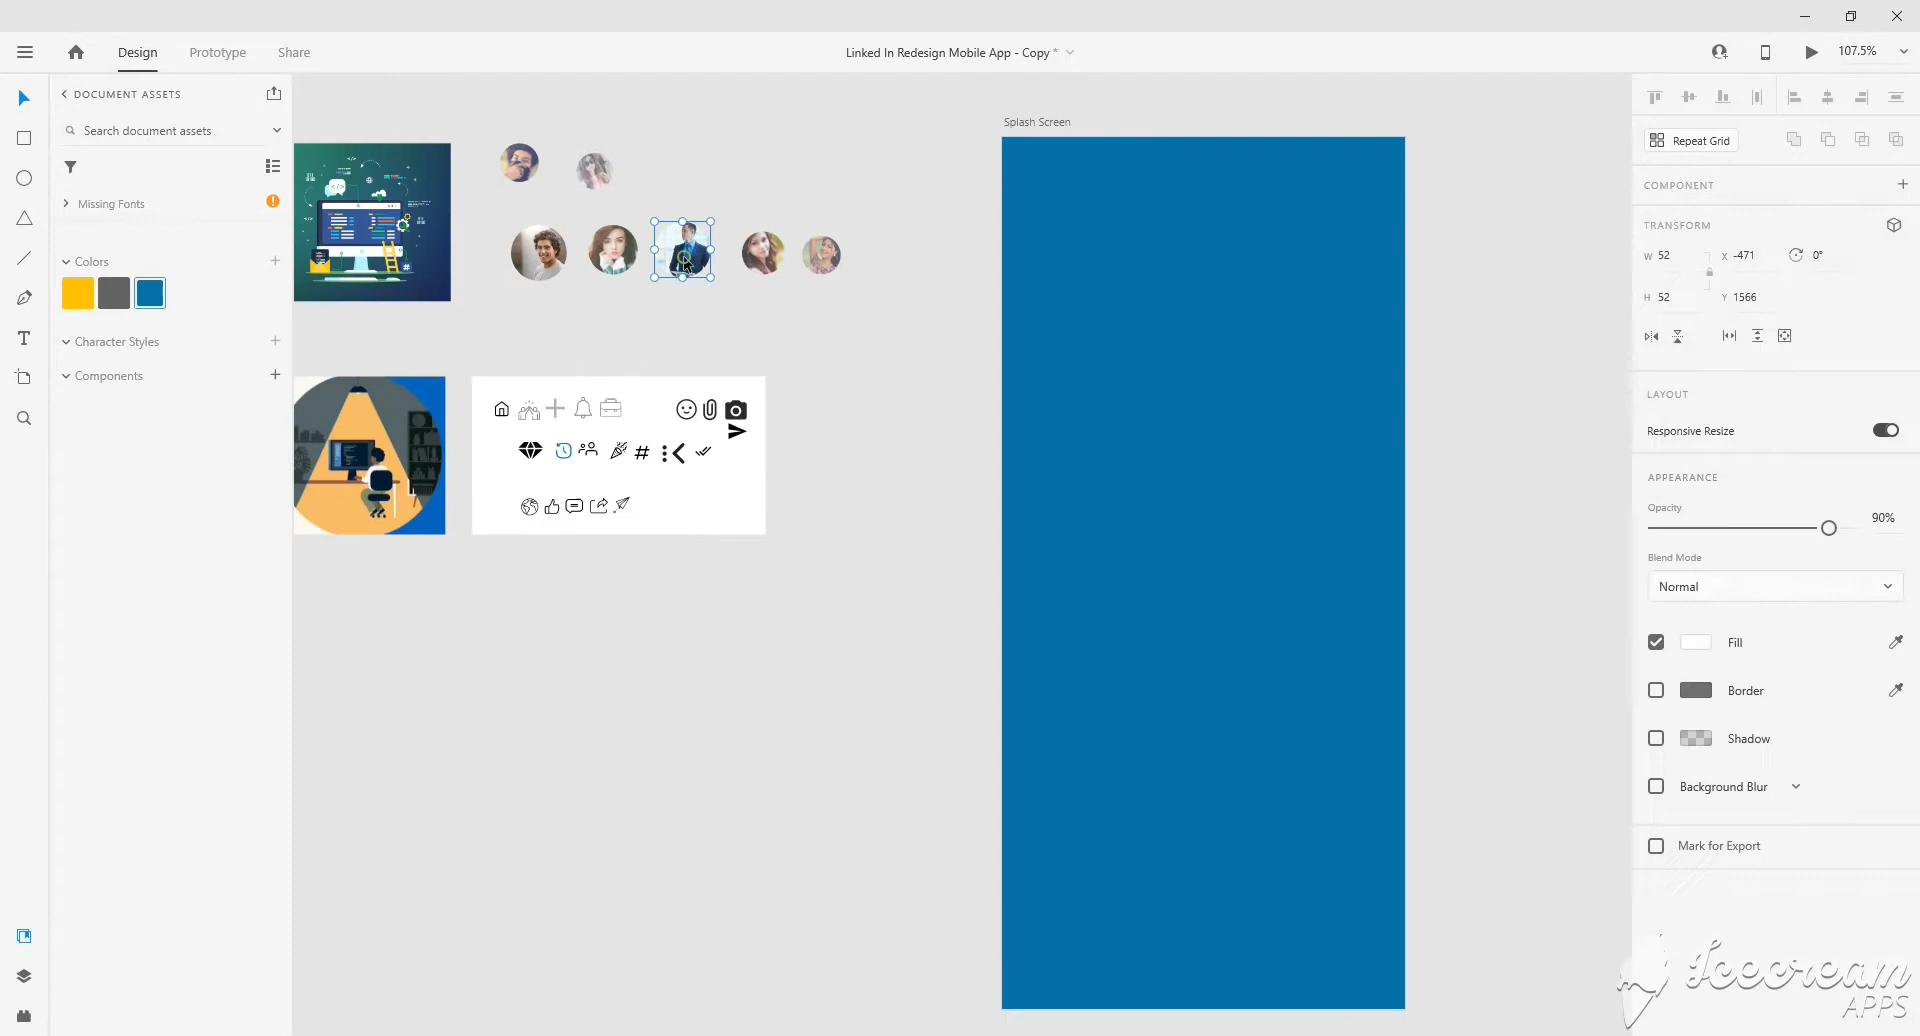 Design
Prototype
Share
Linked In Redesign Mobile App - Copy *
107.5%
DOCUMENT ASSETS
Search document assets
Missing Fonts
Colors
Character Styles
Components
Splash Screen
Repeat Grid
COMPONENT
TRANSFORM
W 52
X -471
0°
H 52
Y 1566
LAYOUT
Responsive Resize
APPEARANCE
Opacity
90%
Blend Mode
Normal
Fill
Border
Shadow
Background Blur
Mark for Export
Icecream
APPS